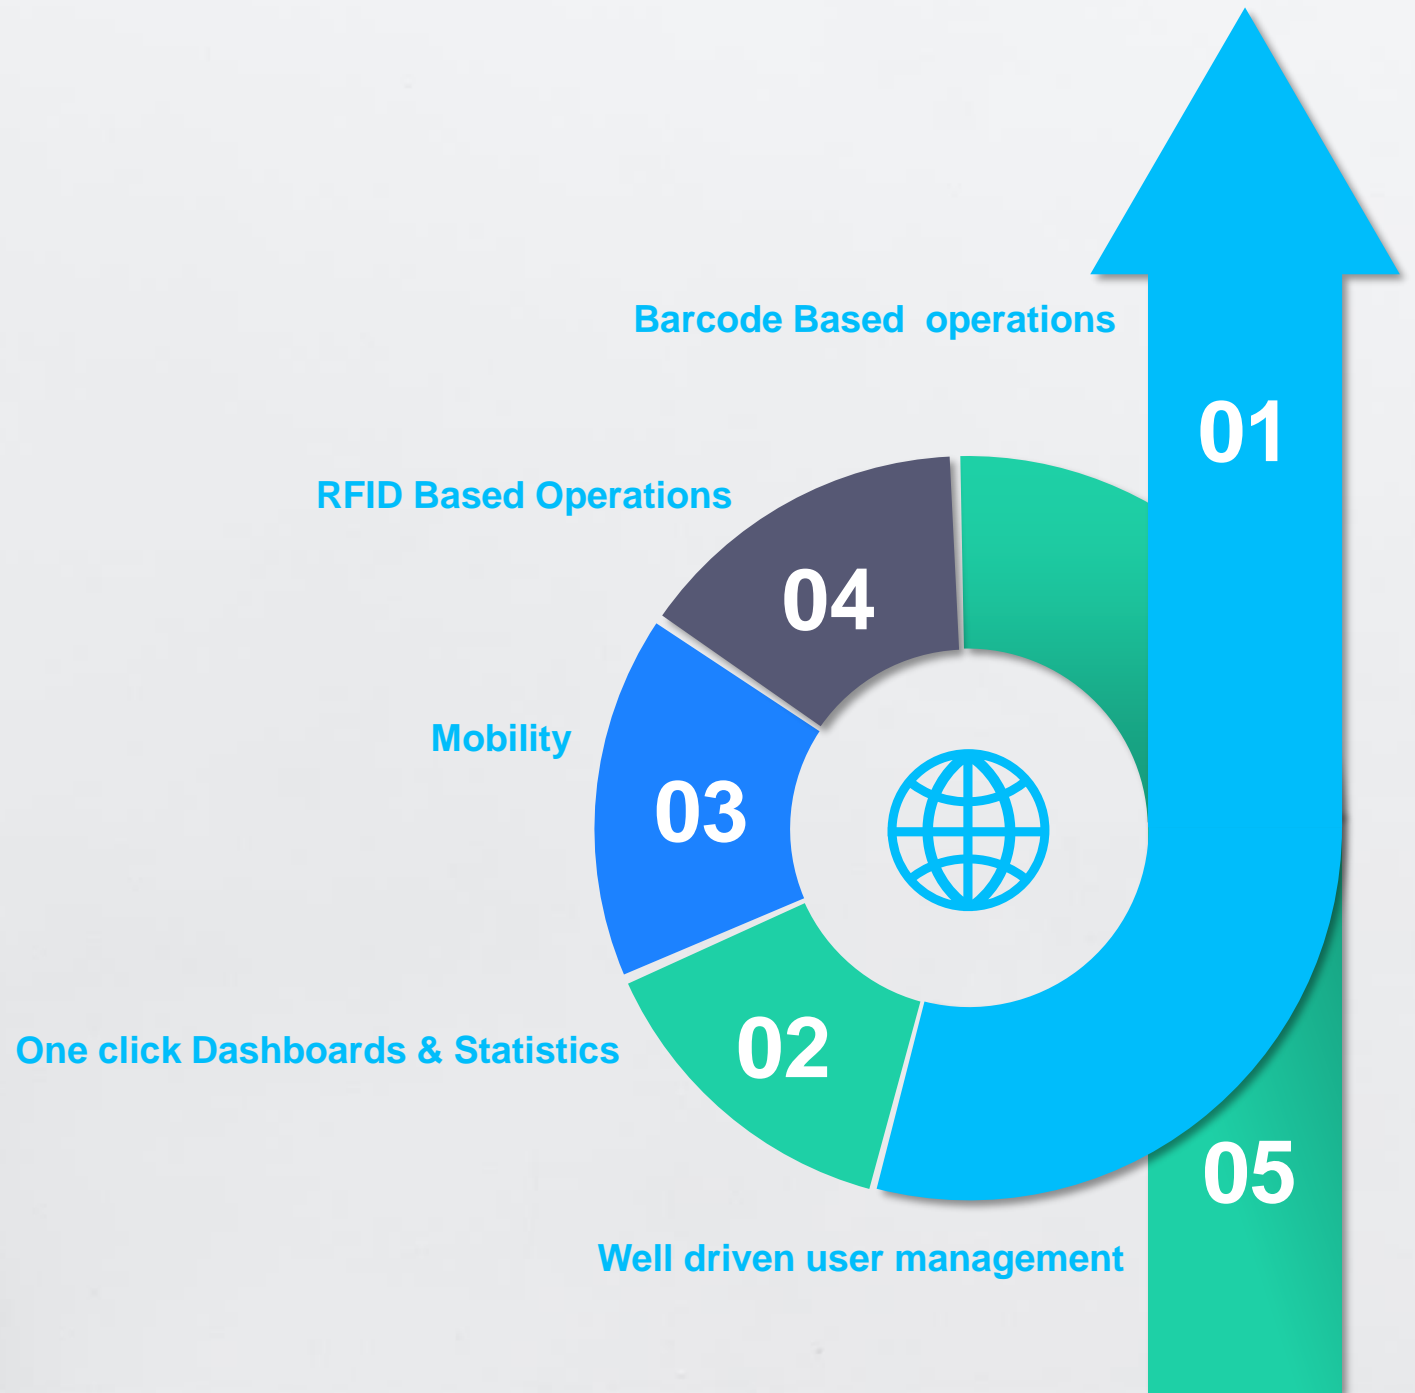 Barcode Based  operations
01
RFID Based Operations
04
Mobility
03
One click Dashboards & Statistics
02
05
Well driven user management